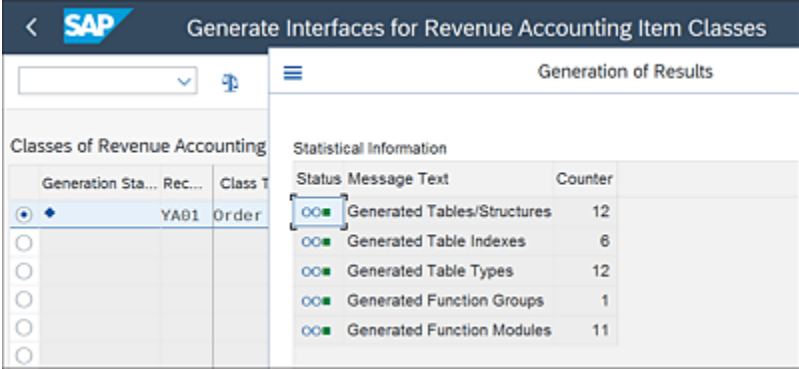 SAP Generate Interfaces for Revenue Accounting Item Classes
Generation of Results
Classes of Revenue Accounting
Statistical Information
Generation Sta... Rec... Class T
Status Message Text Counter
YA01 Order
Generated Tables/Structures 12
Generated Table Indexes 6
Generated Table Types 12
Generated Function Groups 1
Generated Function Modules 11